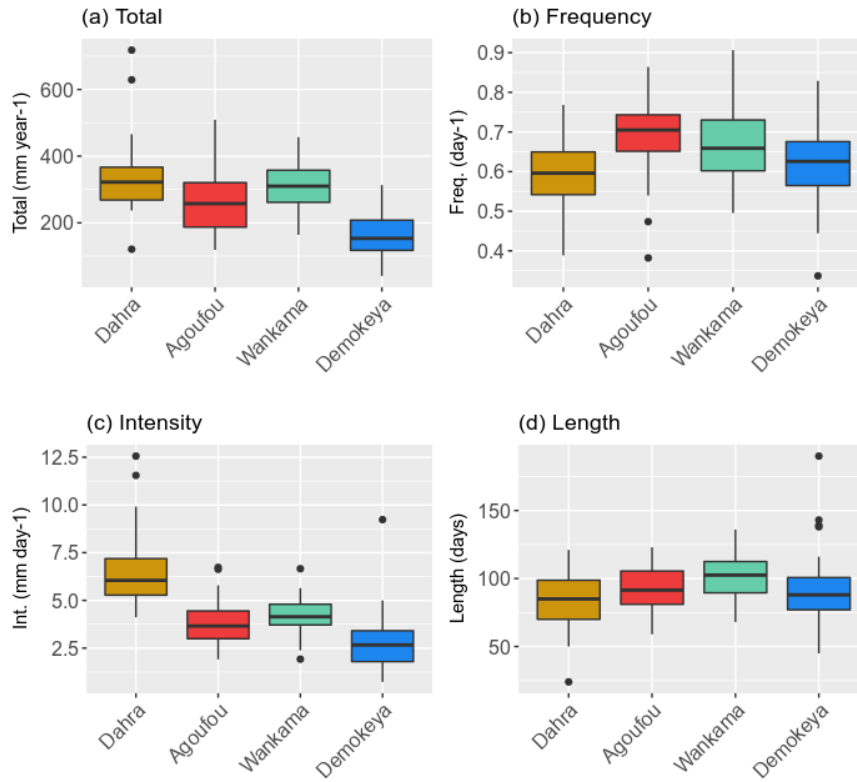 (a) Total
Total (mm year-1)
600
400
200
Dahra
Agoufou
Wankama
Demokeya
(b) Frequency
Freq. (day-1)
0.9
0.8
0.7
0.6
0.5
0.4
Dahra
Agoufou
Wankama
Demokeya
(c) Intensity
Int. (mm day-1)
12.5
10.0
7.5
5.0
2.5
Dahra
Agoufou
Wankama
Demokeya
(d) Length
Length (days)
150
100
50
Dahra
Agoufou
Wankama
Demokeya